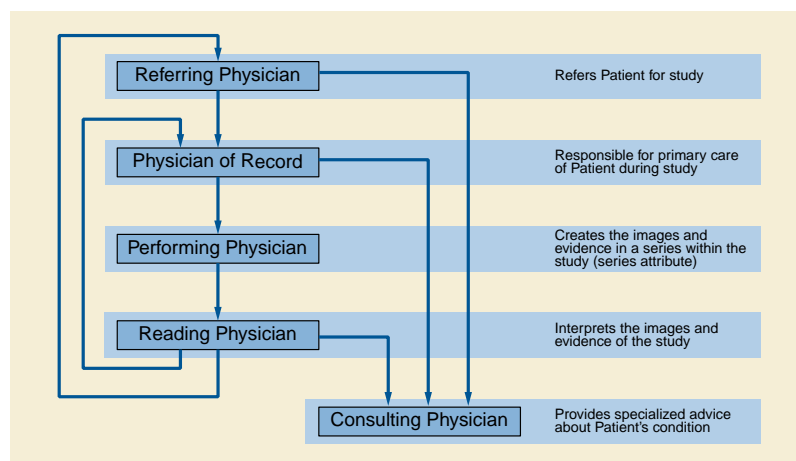 Referring Physician
Refers Patient for study
Physician of Record
Responsible for primary care
of Patient during study
Performing Physician
Creates the images and
evidence in a series within the
study (series attribute)
Reading Physician
Interprets the images and
evidence of the study
Consulting Physician
Provides specialized advice
about Patient's condition